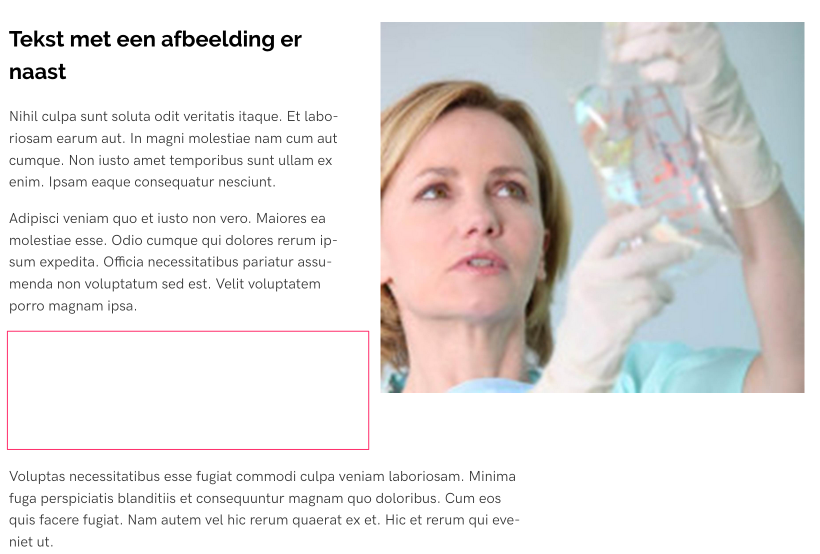 Tekst met een afbeelding er
naast
Nihil culpa sunt soluta odit veritatis itaque. Et labo-
riosam earum aut. In magni molestiae nam cum aut
cumque. Non iusto amet temporibus sunt ullam ex
enim. Ipsam eaque consequatur nesciunt.
Adipisci veniam quo et iusto non vero. Maiores ea
molestiae esse. Odio cumque qui dolores rerum ip-
sum expedita. Officia necessitatibus pariatur assu-
menda non voluptatum sed est. Velit voluptatem
porro magnam ipsa.
Voluptas necessitatibus esse fugiat commodi culpa veniam laboriosam. Minima
fuga perspiciatis blanditiis et consequuntur magnam quo doloribus. Cum eos
quis facere fugiat. Nam autem vel hic rerum quaerat ex et. Hic et rerum qui eve-
niet ut.